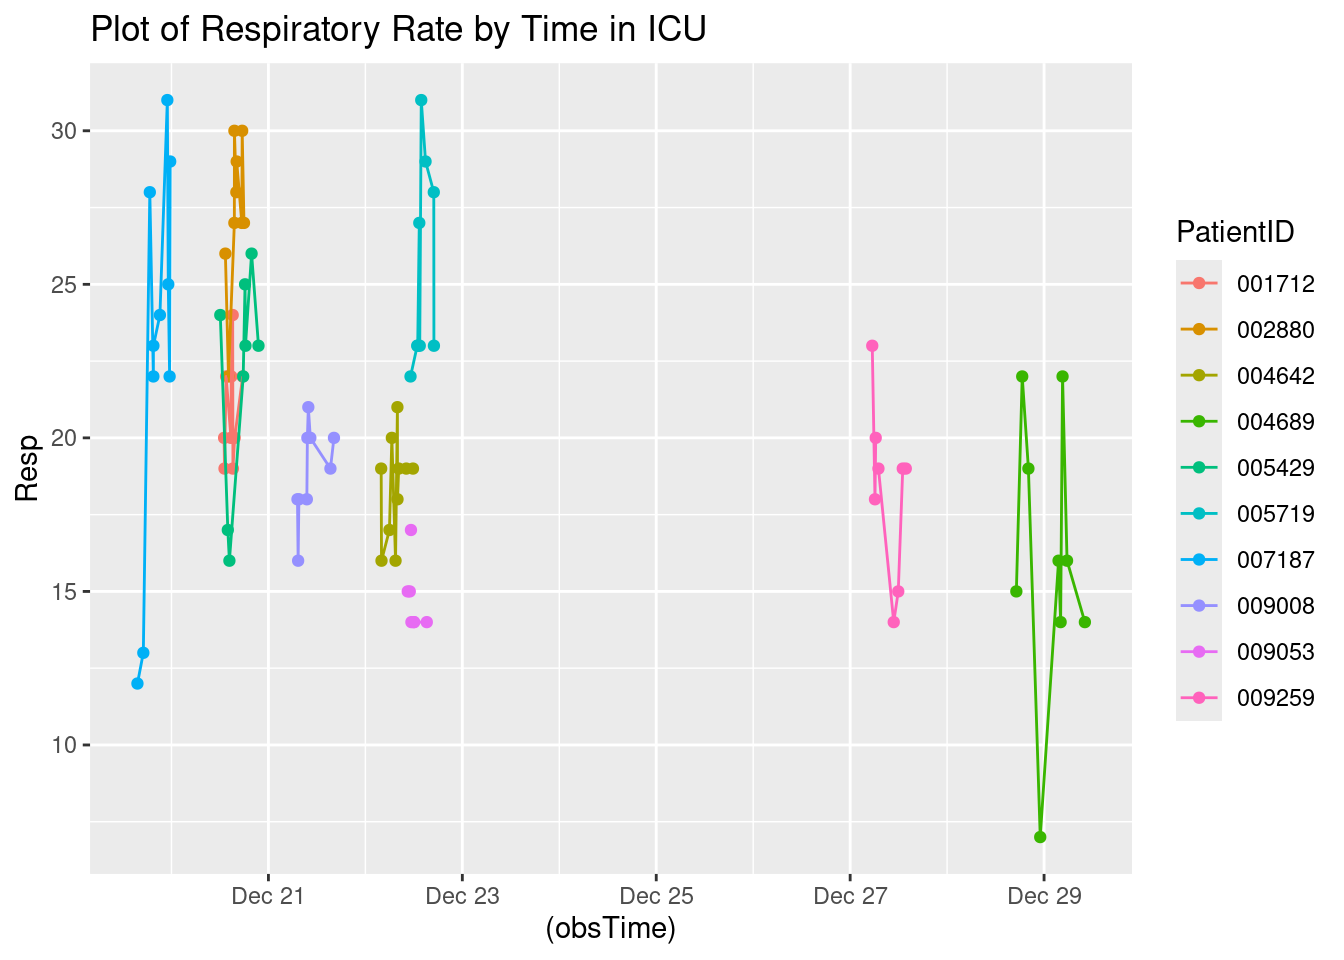 Plot of Respiratory Rate by Time in ICU
Resp
30
25
20
15
10
Dec 21
Dec 23
Dec 25
Dec 27
Dec 29
(obsTime)
PatientID
001712
002880
004642
004689
005429
005719
007187
009008
009053
009259